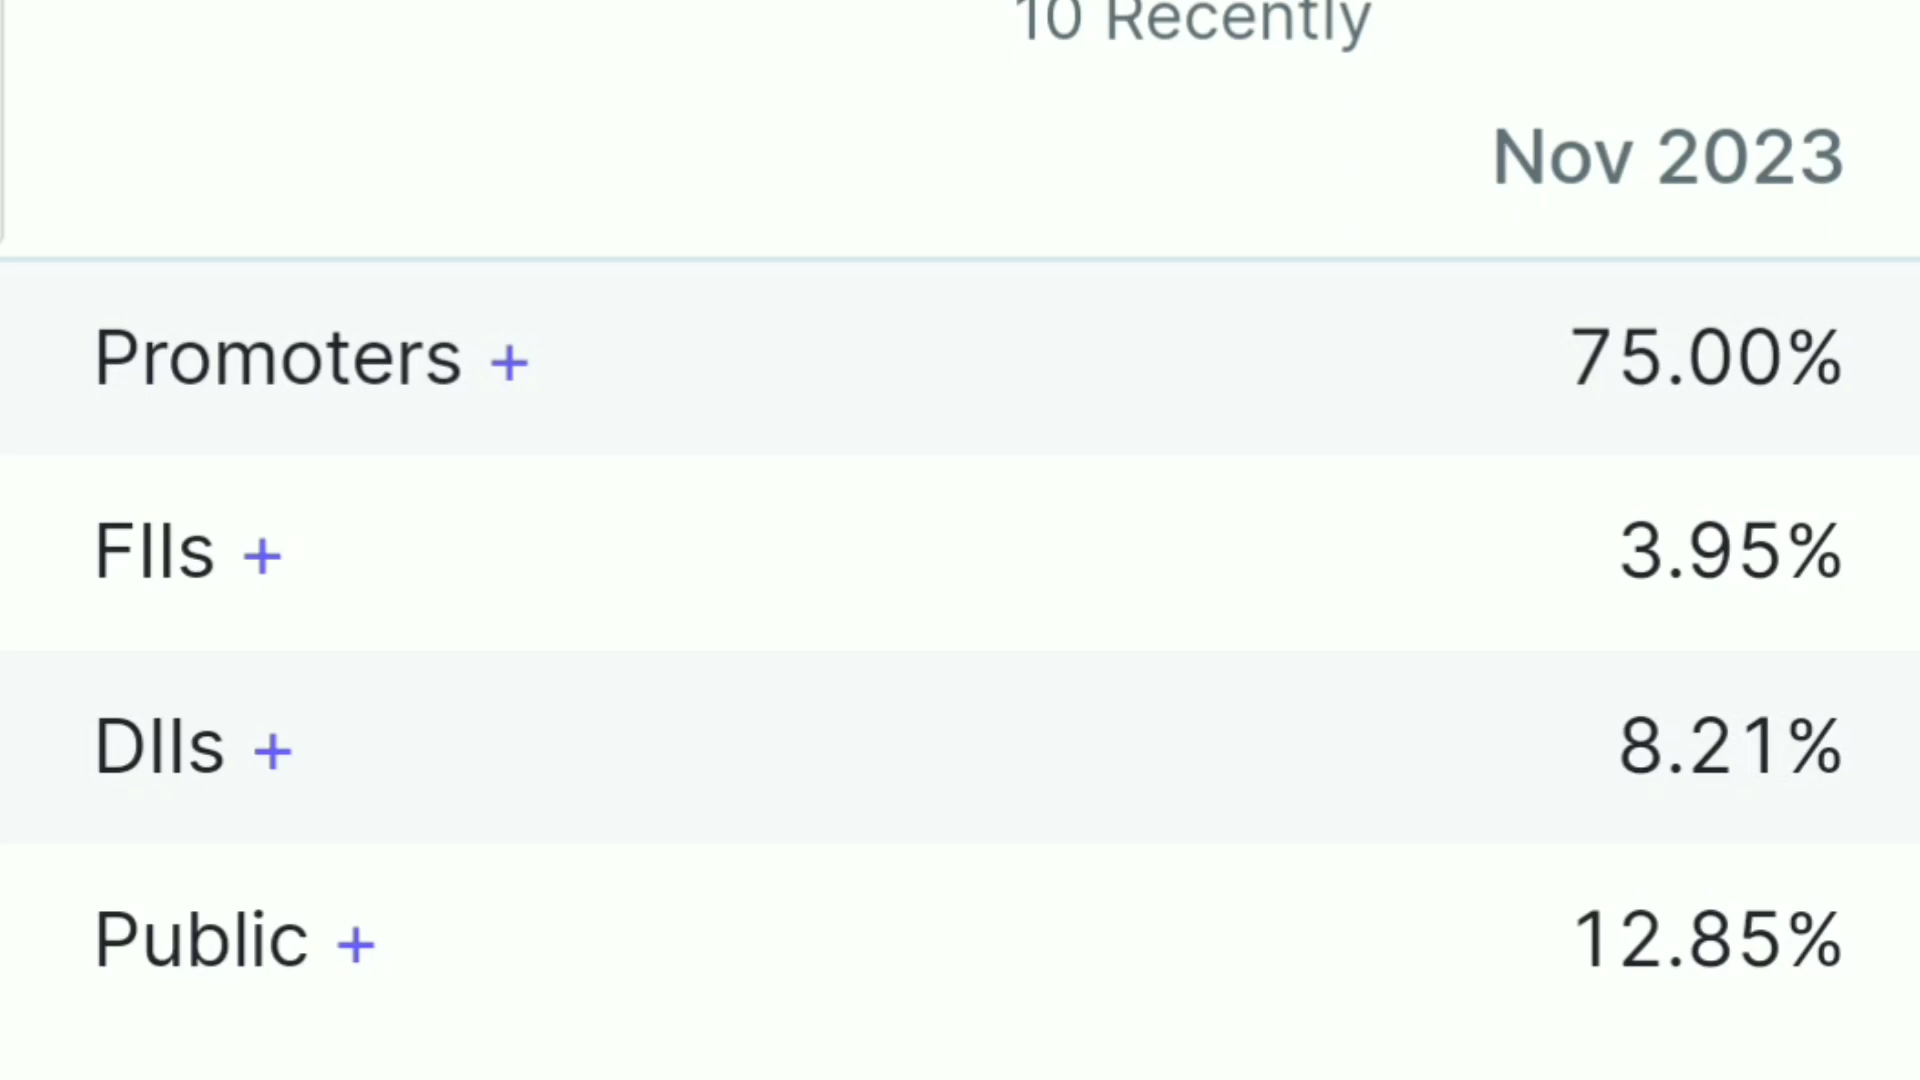 10 Recently
Nov 2023
Promoters + 75.00%
FIIs + 3.95%
DIIs + 8.21%
Public + 12.85%